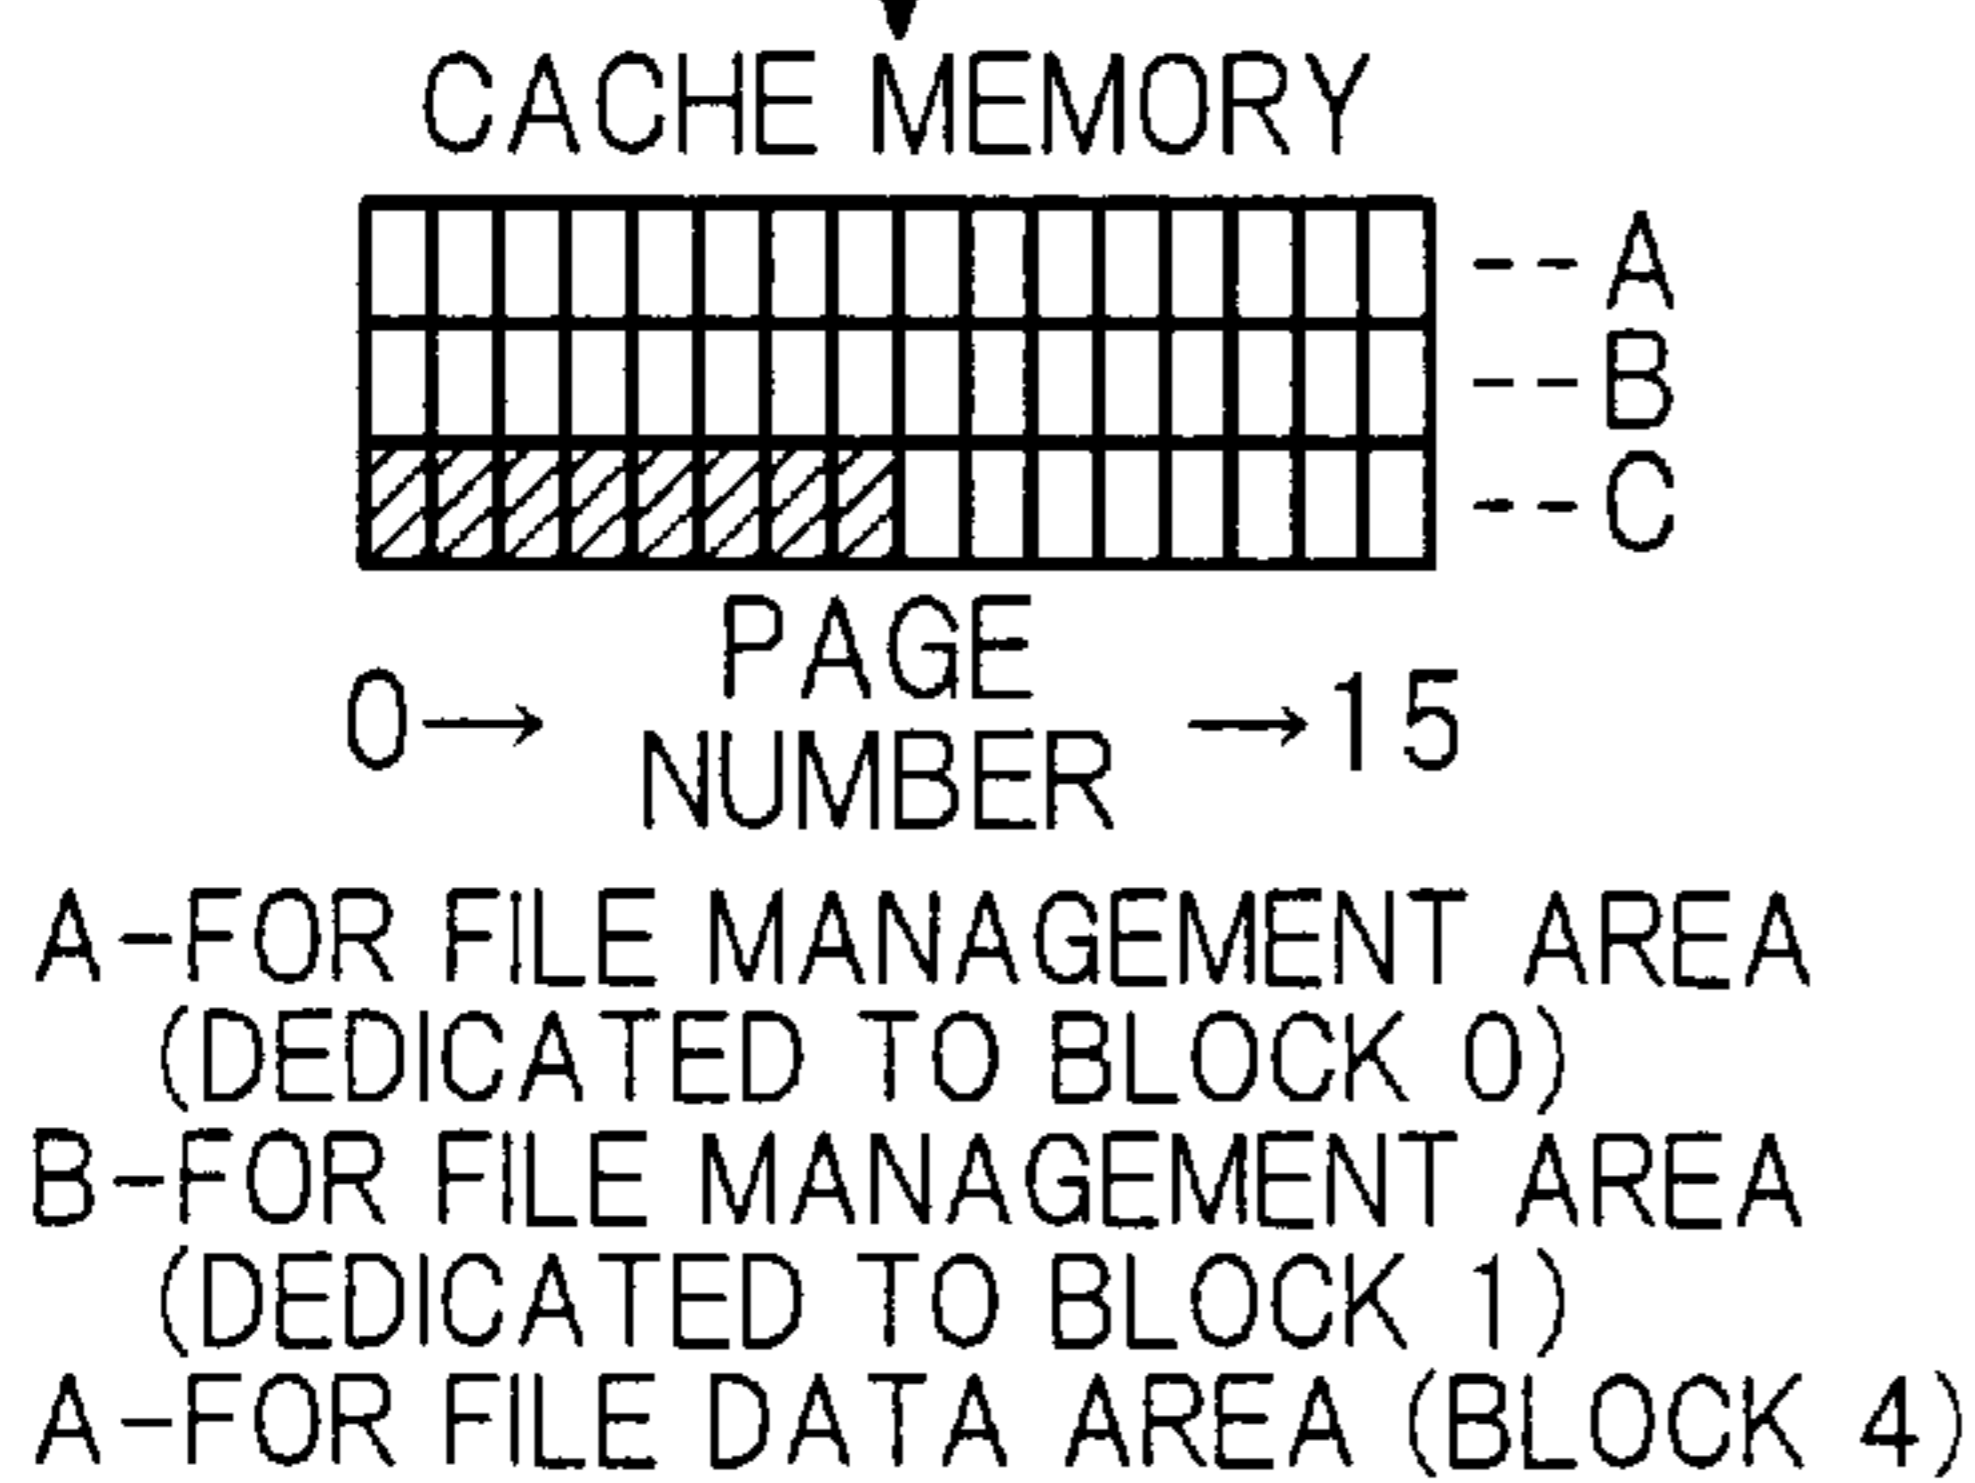 CACHE MEMORY
--A
--B
--C
PAGE
0→ NUMBER →15
A-FOR FILE MANAGEMENT AREA
(DEDICATED TO BLOCK 0)
B-FOR FILE MANAGEMENT AREA
(DEDICATED TO BLOCK 1)
A-FOR FILE DATA AREA (BLOCK 4)